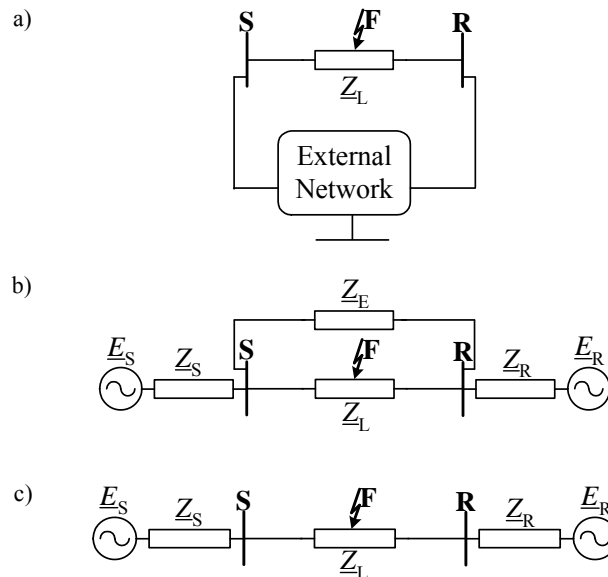 a)
S F R
Z_L
External
Network
b)
Z_E
E_S Z_S S F R Z_R E_R
Z_L
c)
E_S Z_S S F R Z_R E_R
Z_L